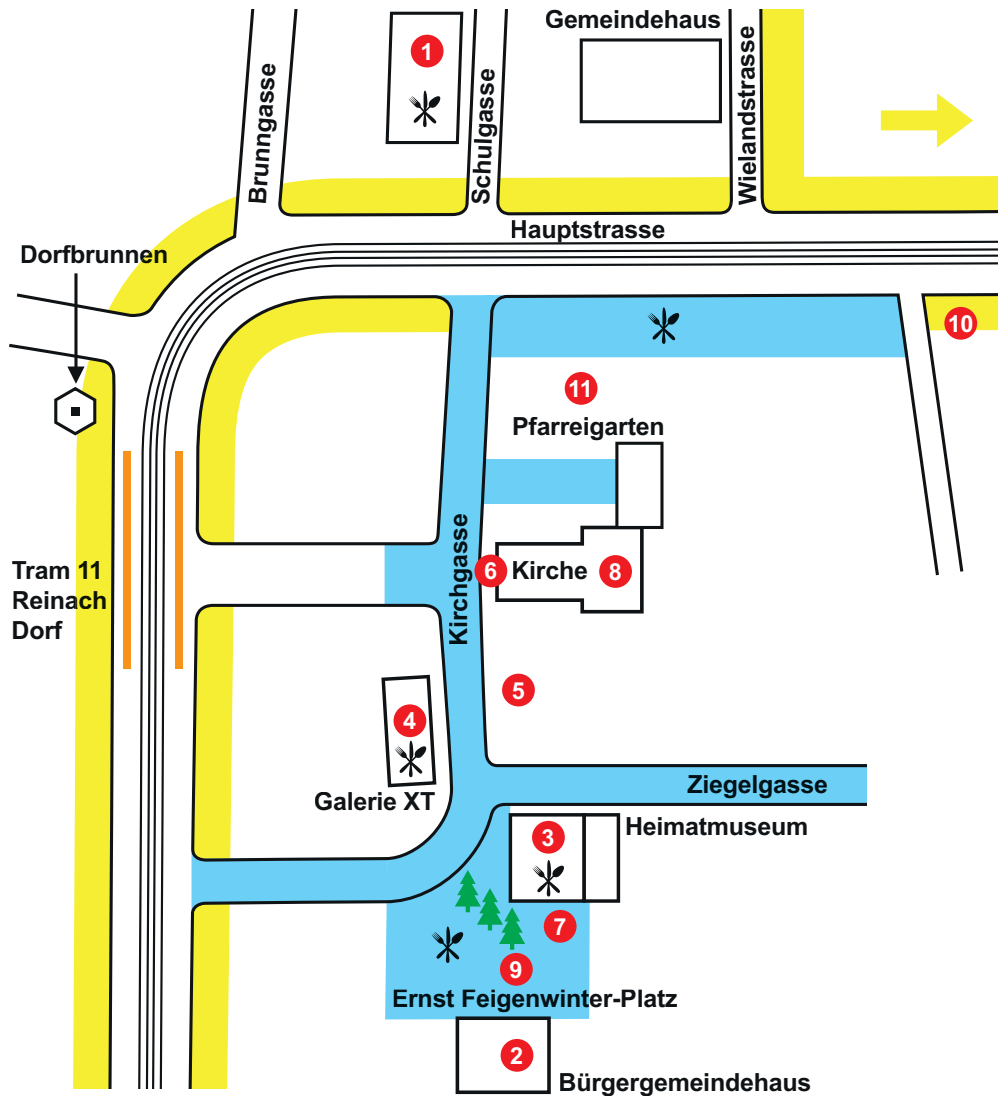 Gemeindehaus
1
Brunngasse
Schulgasse
Wielandstrasse
Hauptstrasse
Dorfbrunnen
10
11
Pfarreigarten
Tram 11
Reinach
Dorf
Kirchgasse
6
Kirche
8
5
4
Galerie XT
Ziegelgasse
3
Heimatmuseum
7
9
Ernst Feigenwinter-Platz
2
Bürgergemeindehaus